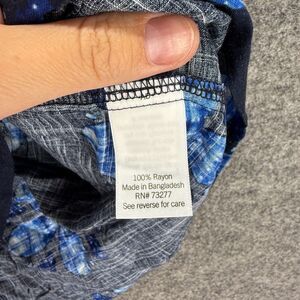 100% Rayon
Made in Bangladesh
RN# 73277
See reverse for care